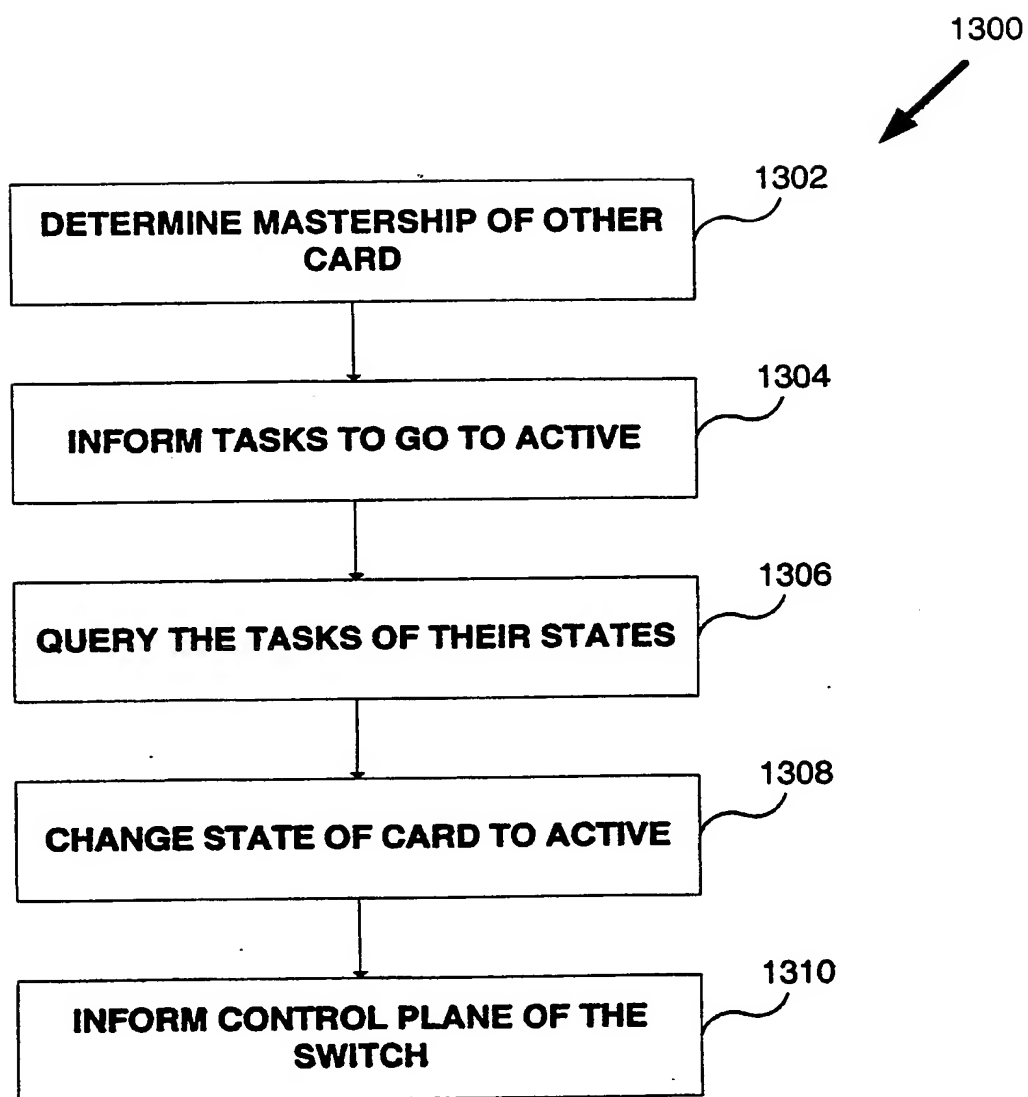 1300
1302
DETERMINE MASTERSHIP OF OTHER
CARD
1304
INFORM TASKS TO GO TO ACTIVE
1306
QUERY THE TASKS OF THEIR STATES
1308
CHANGE STATE OF CARD TO ACTIVE
1310
INFORM CONTROL PLANE OF THE
SWITCH